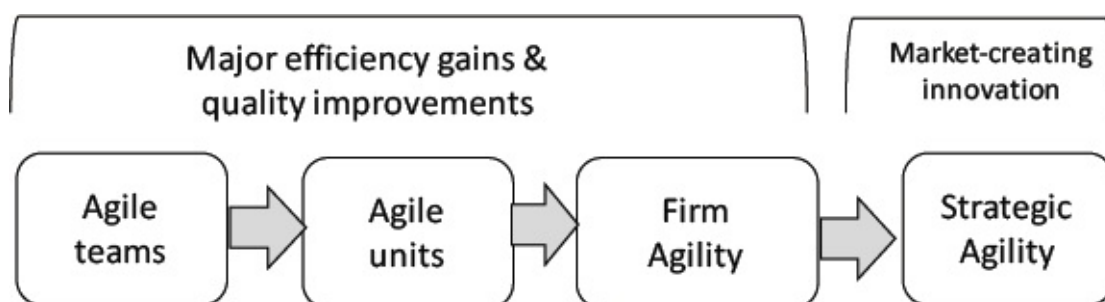 Major efficiency gains &
quality improvements
Market-creating
innovation
Agile
teams
Agile
units
Firm
Agility
Strategic
Agility